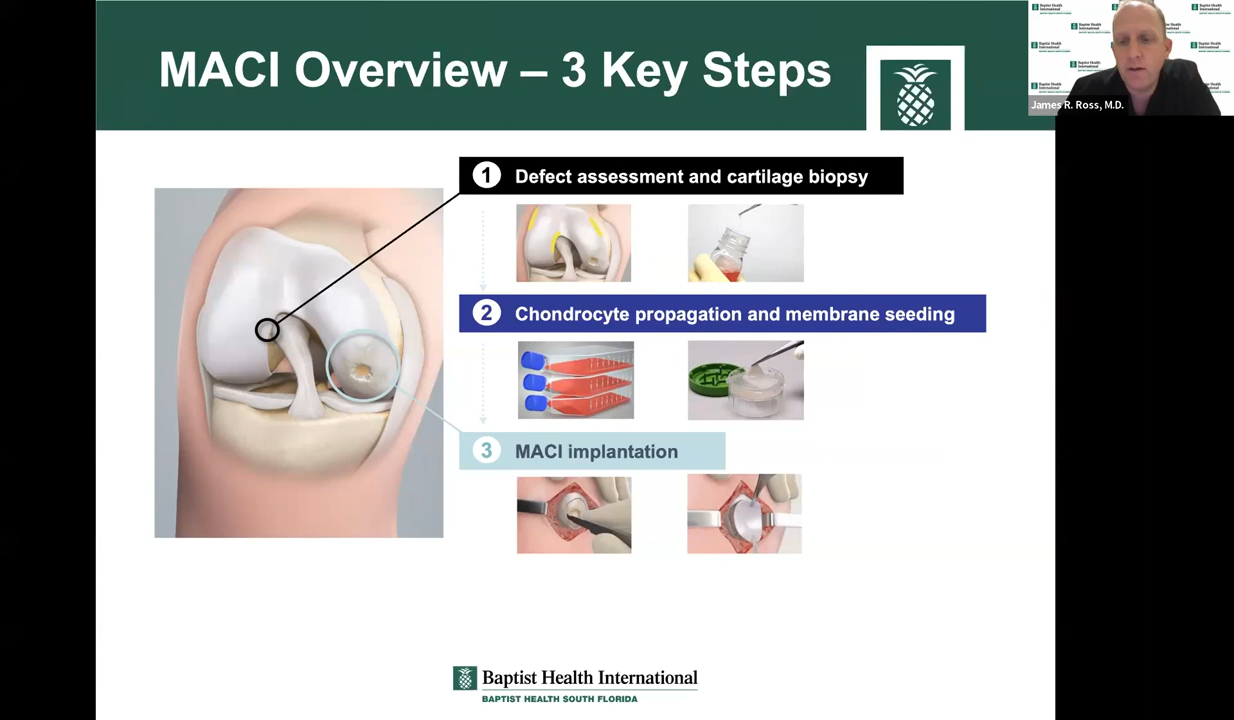 MACI Overview – 3 Key Steps
James R. Ross, M.D.
1 Defect assessment and cartilage biopsy
2 Chondrocyte propagation and membrane seeding
3 MACI implantation
Baptist Health International
BAPTIST HEALTH SOUTH FLORIDA